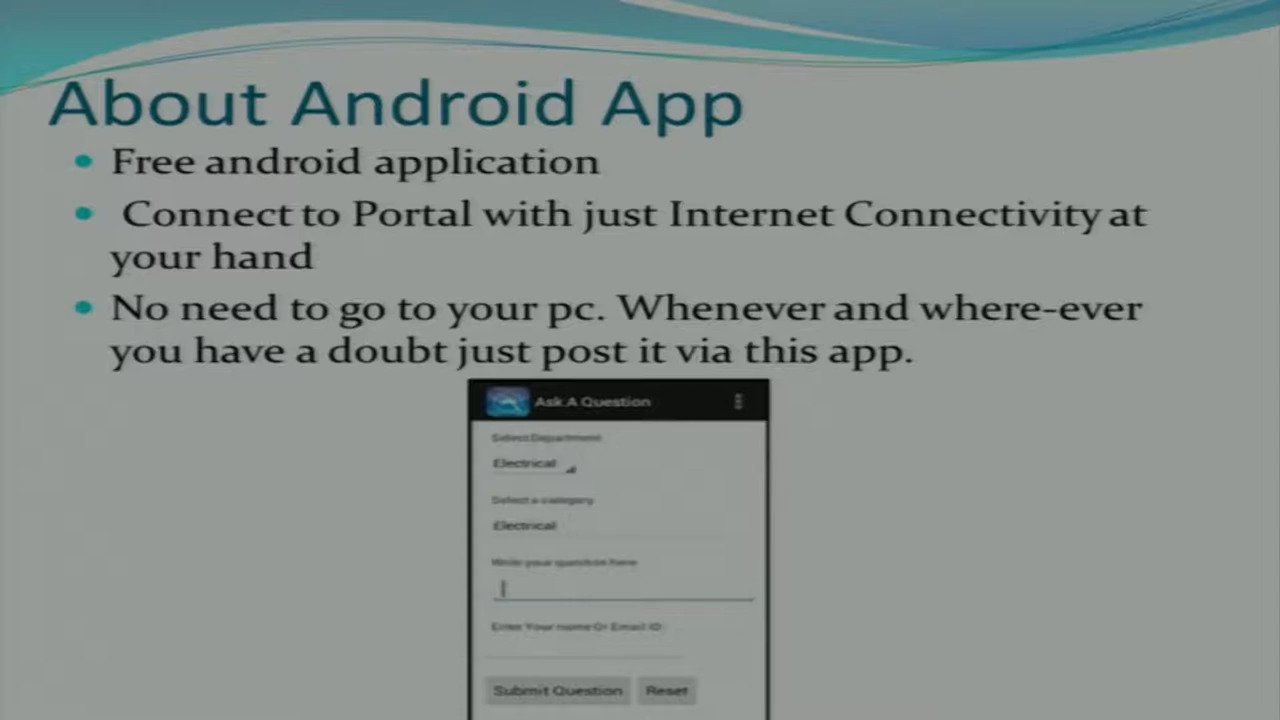 About Android App
Free android application
Connect to Portal with just Internet Connectivity at
your hand
No need to go to your pc. Whenever and where-ever
you have a doubt just post it via this app.
Ask A Question
Select Department
Electrical
Select a category
Electrical
Write your question here
Enter Your name Or Email ID
Submit Question Reset